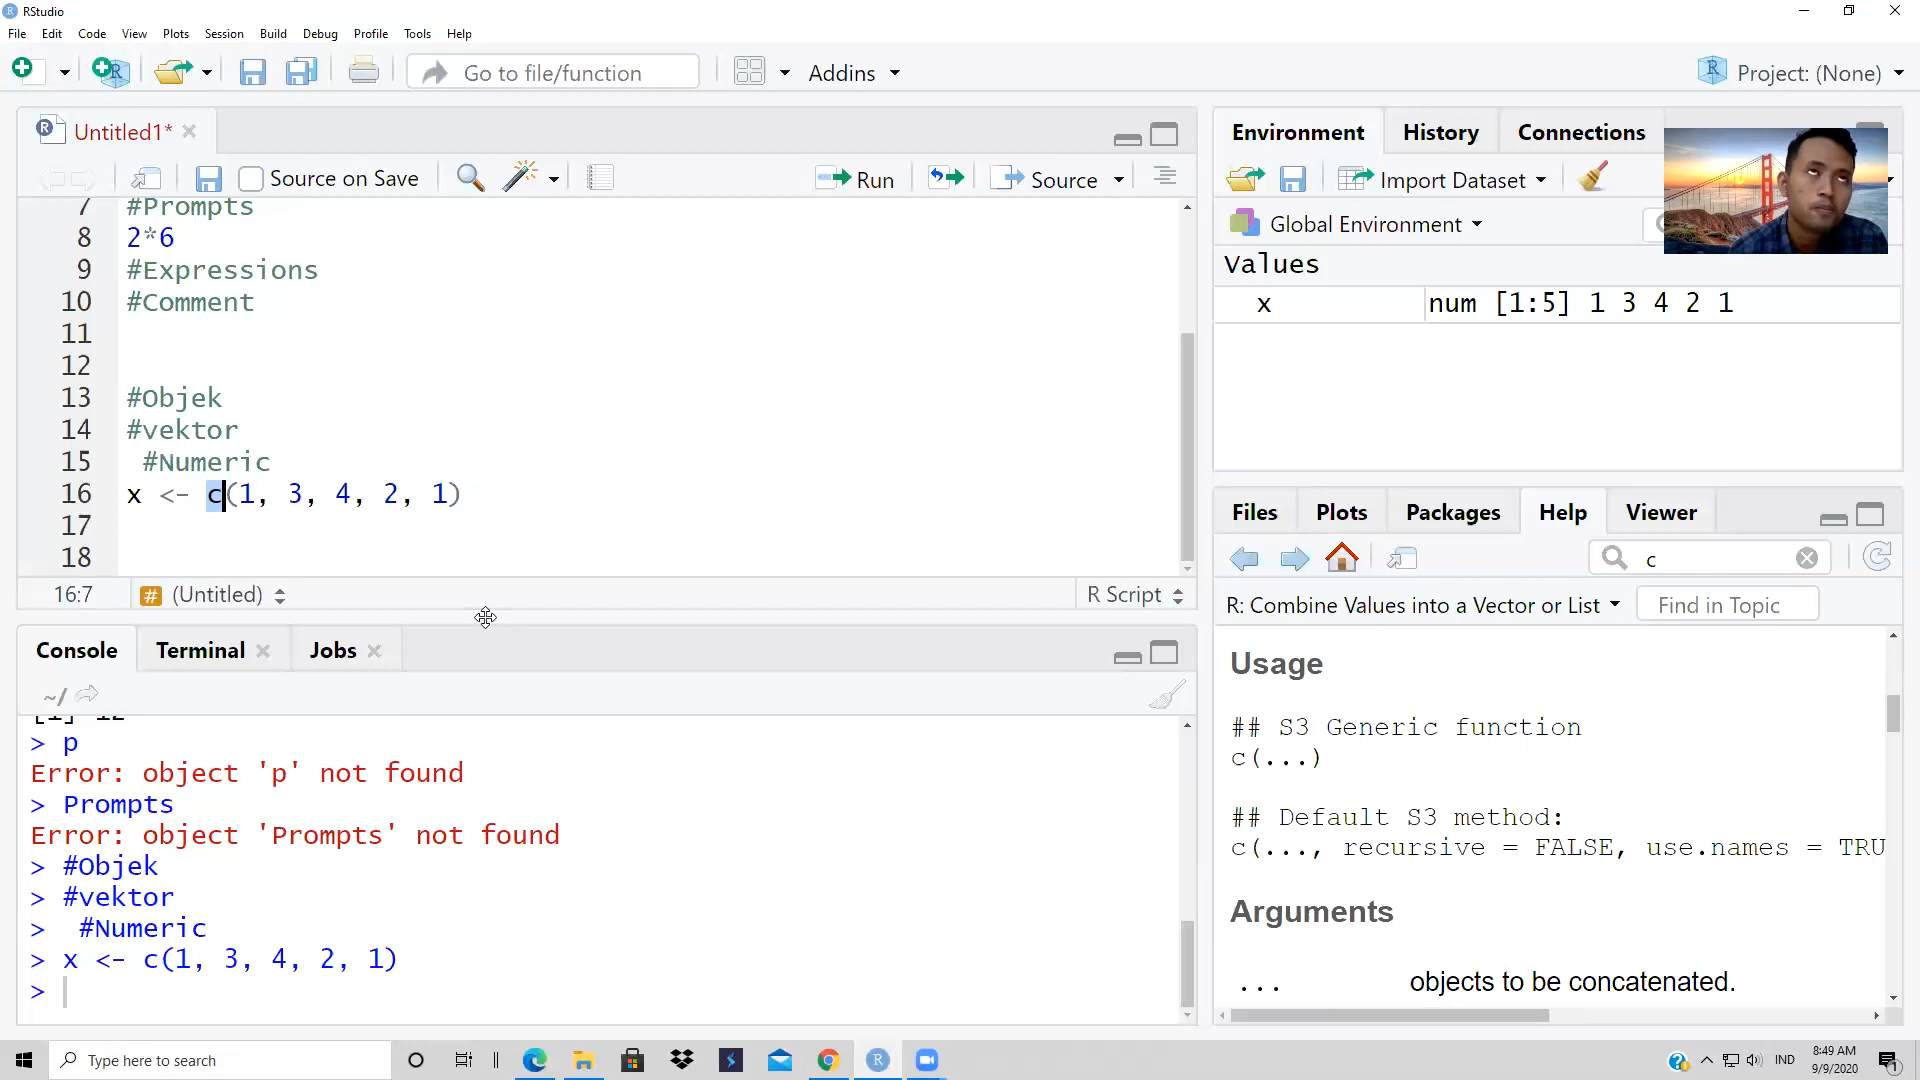 RStudio
File Edit Code View Plots Session Build Debug Profile Tools Help
Go to file/function
Addins
Project: (None)
Untitled1*
Source on Save
Run
Source
7 #Prompts
8 2*6
9 #Expressions
10 #Comment
11
12
13 #Objek
14 #vektor
15 #Numeric
16 x <- c(1, 3, 4, 2, 1)
17
18
16:7
# (Untitled)
R Script
Console Terminal Jobs
~/
[1] 12
> p
Error: object 'p' not found
> Prompts
Error: object 'Prompts' not found
> #Objek
> #vektor
>  #Numeric
> x <- c(1, 3, 4, 2, 1)
>
Environment History Connections
Import Dataset
Global Environment
Values
x num [1:5] 1 3 4 2 1
Files Plots Packages Help Viewer
c
R: Combine Values into a Vector or List
Find in Topic
Usage
## S3 Generic function
c(...)
## Default S3 method:
c(..., recursive = FALSE, use.names = TRU
Arguments
... objects to be concatenated.
Type here to search
IND
8:49 AM
9/9/2020